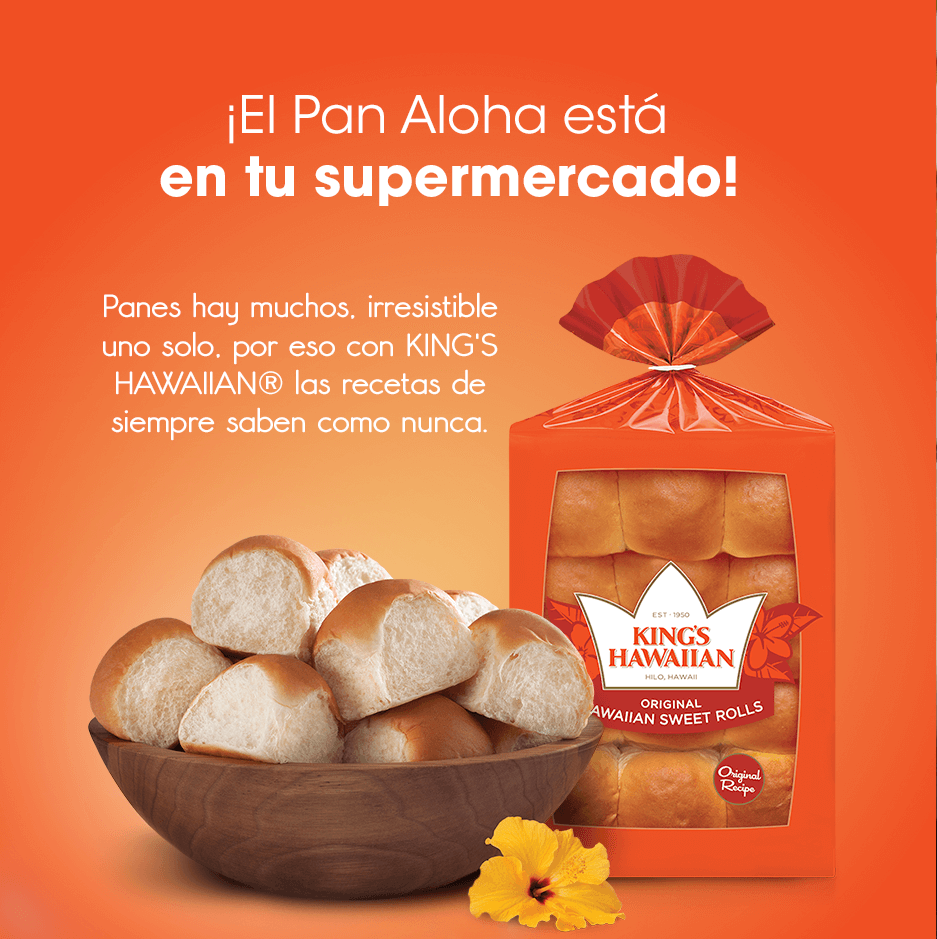 ¡El Pan Aloha está
en tu supermercado!
Panes hay muchos, irresistible
uno solo, por eso con KING'S
HAWAIIAN® las recetas de
siempre saben como nunca.
EST · 1950
KING'S
HAWAIIAN
HILO, HAWAII
ORIGINAL
AWAIIAN SWEET ROLLS
Original
Recipe